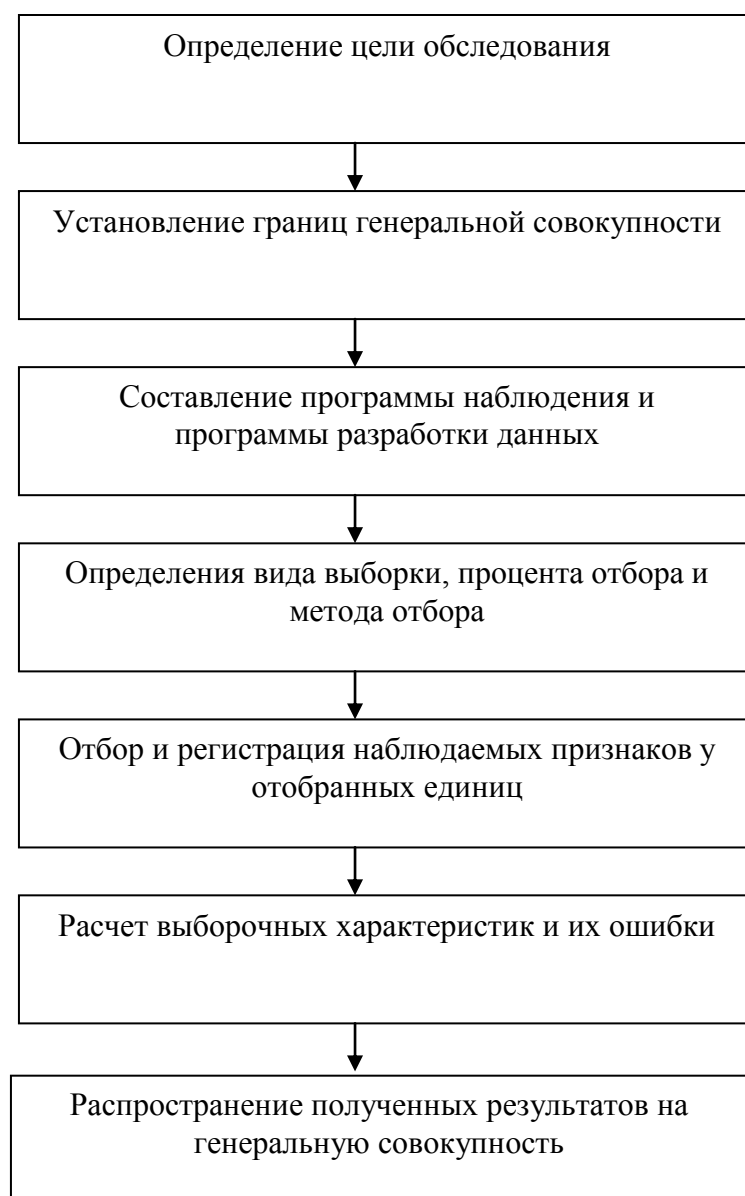 Определение цели обследования
Установление границ генеральной совокупности
Составление программы наблюдения и
программы разработки данных
Определения вида выборки, процента отбора и
метода отбора
Отбор и регистрация наблюдаемых признаков у
отобранных единиц
Расчет выборочных характеристик и их ошибки
Распространение полученных результатов на
генеральную совокупность